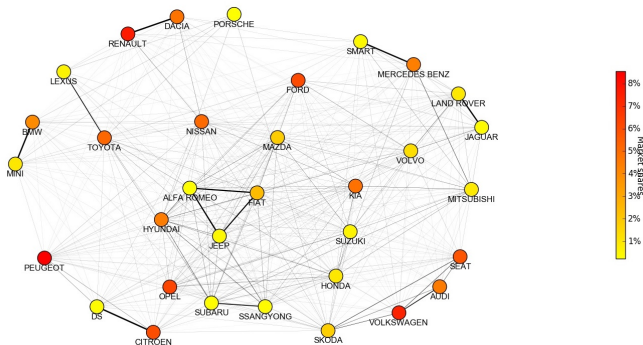 DACIA
PORSCHE
RENAULT
SMART
MERCEDES BENZ
LEXUS
FORD
LAND ROVER
BMW
TOYOTA
NISSAN
MAZDA
JAGUAR
VOLVO
MINI
ALFA ROMEO
FIAT
KIA
MITSUBISHI
HYUNDAI
JEEP
SUZUKI
PEUGEOT
SEAT
OPEL
HONDA
AUDI
DS
SUBARU
SSANGYONG
VOLKSWAGEN
CITROEN
SKODA
8%
7%
6%
5%
4%
3%
2%
1%
Market shares